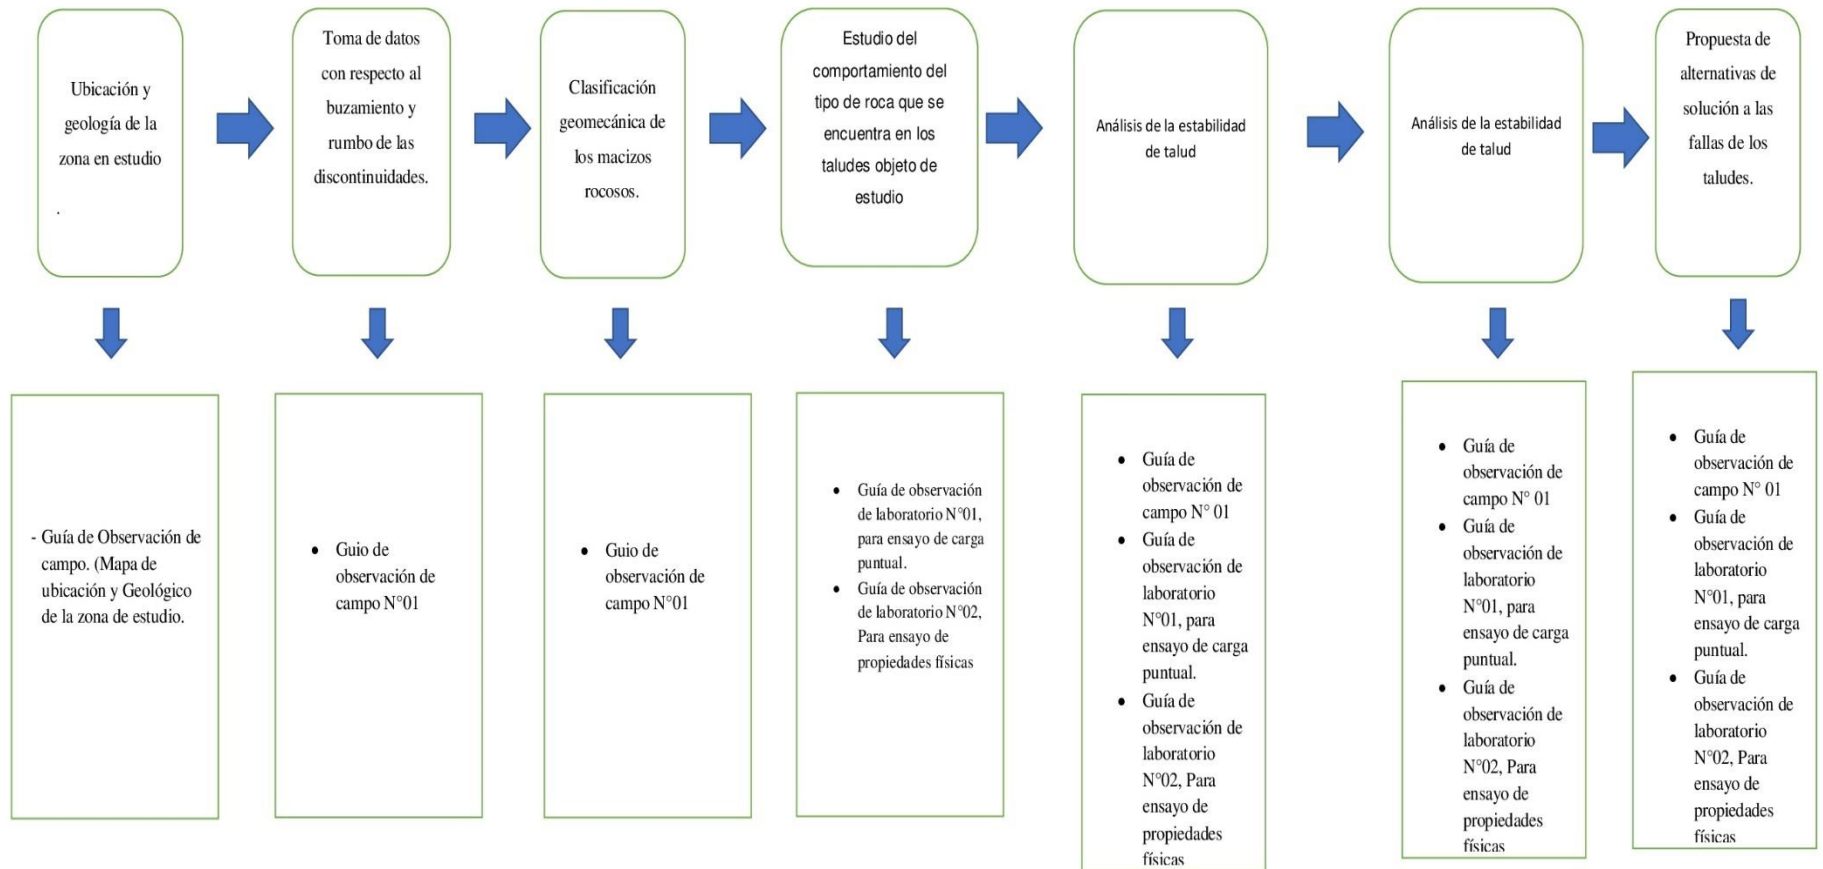 Ubicación y
geología de la
zona en estudio
.
Toma de datos
con respecto al
buzamiento y
rumbo de las
discontinuidades.
Clasificación
geomecánica de
los macizos
rocosos.
Estudio del
comportamiento del
tipo de roca que se
encuentra en los
taludes objeto de
estudio
Análisis de la estabilidad
de talud
Análisis de la estabilidad
de talud
Propuesta de
alternativas de
solución a las
fallas de los
taludes.
- Guía de Observación de
campo. (Mapa de
ubicación y Geológico
de la zona de estudio.
• Guio de
observación de
campo N°01
• Guio de
observación de
campo N°01
• Guía de observación
de laboratorio N°01,
para ensayo de carga
puntual.
• Guía de observación
de laboratorio N°02,
Para ensayo de
propiedades físicas
• Guía de
observación de
campo N° 01
• Guía de
observación de
laboratorio
N°01, para
ensayo de carga
puntual.
• Guía de
observación de
laboratorio
N°02, Para
ensayo de
propiedades
físicas
• Guía de
observación de
campo N° 01
• Guía de
observación de
laboratorio
N°01, para
ensayo de carga
puntual.
• Guía de
observación de
laboratorio
N°02, Para
ensayo de
propiedades
físicas
• Guía de
observación de
campo N° 01
• Guía de
observación de
laboratorio
N°01, para
ensayo de carga
puntual.
• Guía de
observación de
laboratorio
N°02, Para
ensayo de
propiedades
físicas